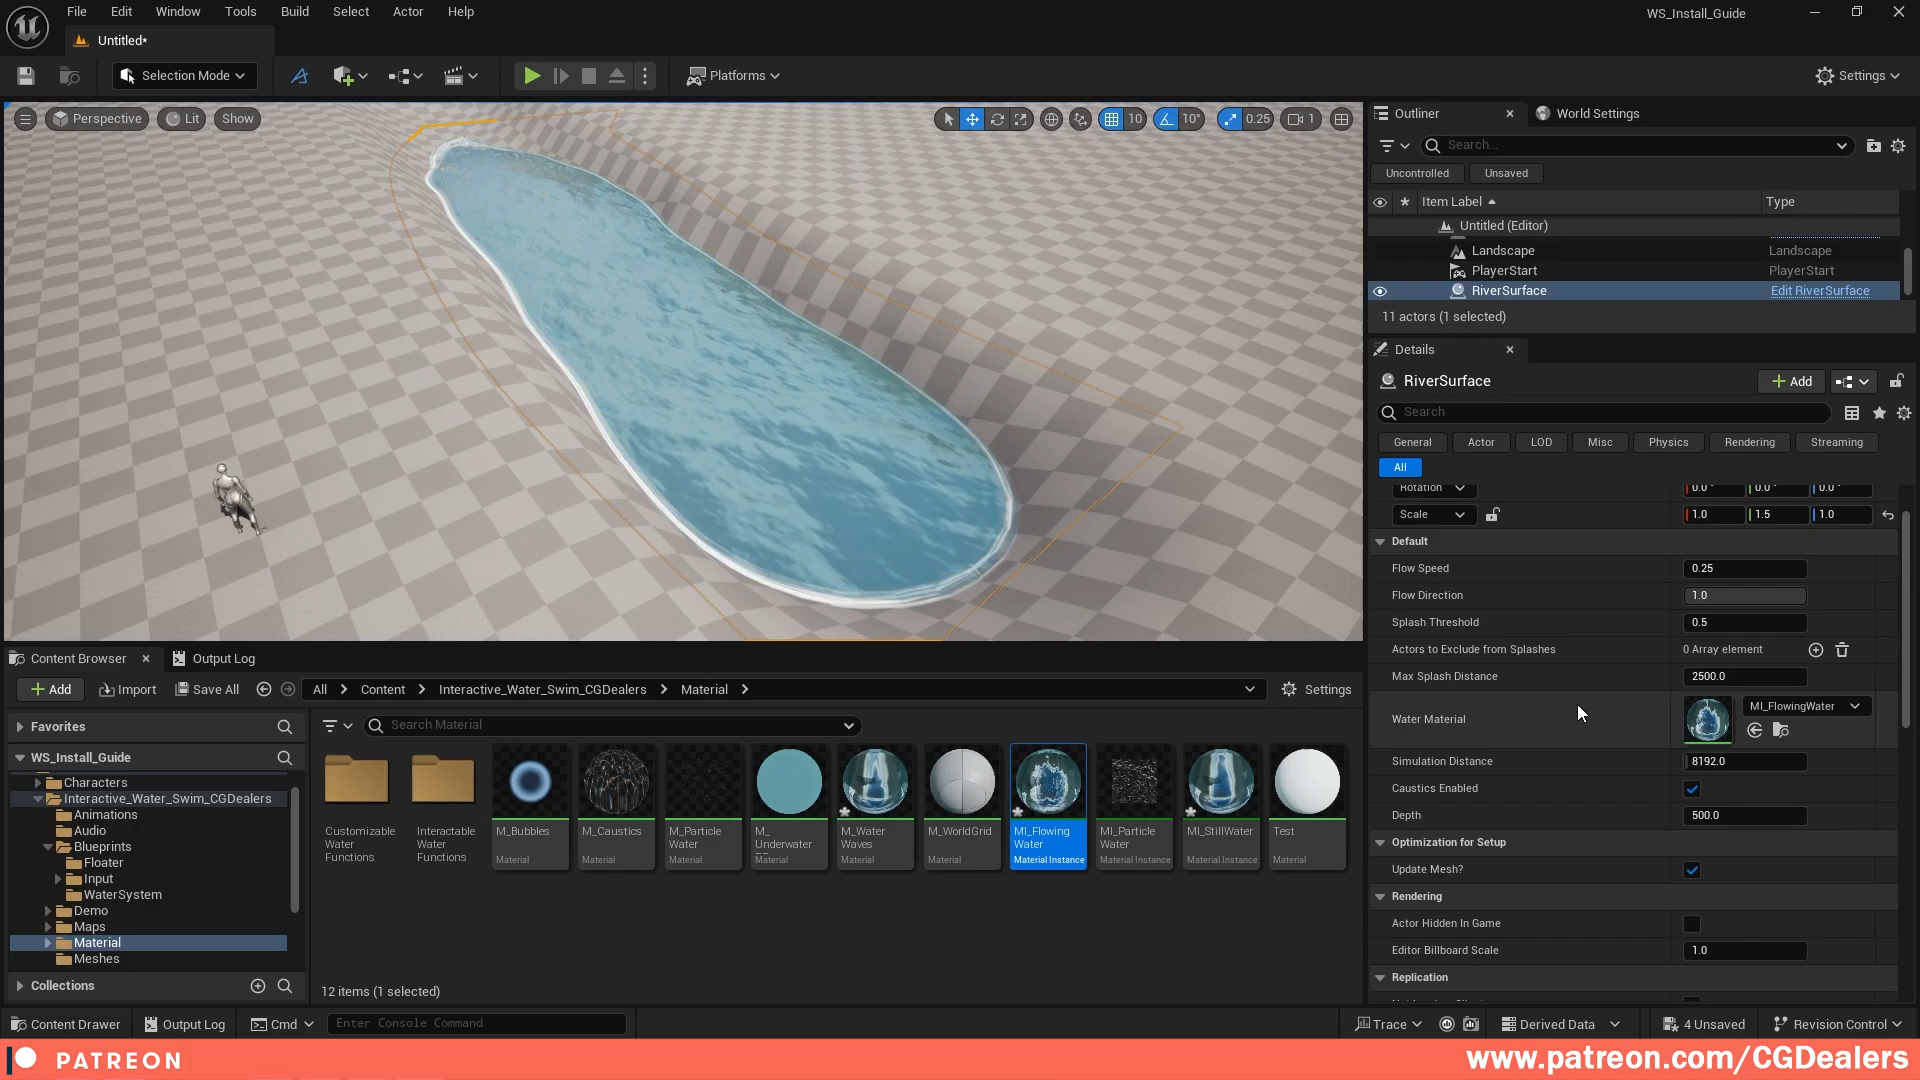 File Edit Window Tools Build Select Actor Help
WS_Install_Guide
Untitled*
Selection Mode
Platforms
Settings
Perspective Lit Show
10 10° 0.25 1
Outliner World Settings
Search...
Uncontrolled Unsaved
Item Label Type
Untitled (Editor)
Landscape Landscape
PlayerStart PlayerStart
RiverSurface Edit RiverSurface
11 actors (1 selected)
Details
RiverSurface Add
Search
General Actor LOD Misc Physics Rendering Streaming
All
Rotation 0.0° 0.0° 0.0°
Scale 1.0 1.5 1.0
Default
Flow Speed 0.25
Flow Direction 1.0
Splash Threshold 0.5
Actors to Exclude from Splashes 0 Array element
Max Splash Distance 2500.0
Water Material MI_FlowingWater
Simulation Distance 8192.0
Caustics Enabled
Depth 500.0
Optimization for Setup
Update Mesh?
Rendering
Actor Hidden In Game
Editor Billboard Scale 1.0
Replication
Content Browser Output Log
Add Import Save All All Content Interactive_Water_Swim_CGDealers Material Settings
Favorites
Search Material
WS_Install_Guide
Characters
Interactive_Water_Swim_CGDealers
Animations
Audio
Blueprints
Floater
Input
WaterSystem
Demo
Maps
Material
Meshes
Collections
Customizable Water Functions
Interactable Water Functions
M_Bubbles Material
M_Caustics Material
M_Particle Water Material
M_ Underwater Material
M_Water Waves Material
M_WorldGrid Material
MI_Flowing Water Material Instance
MI_Particle Water Material Instance
MI_StillWater Material Instance
Test Material
12 items (1 selected)
Content Drawer Output Log Cmd Enter Console Command
Trace Derived Data 4 Unsaved Revision Control
PATREON
www.patreon.com/CGDealers